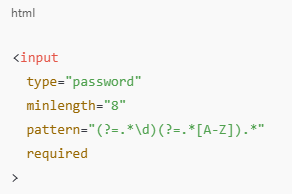 html
<input
type="password"
minlength="8"
pattern="(?=.*\d)(?=.*[A-Z]).*"
required
>